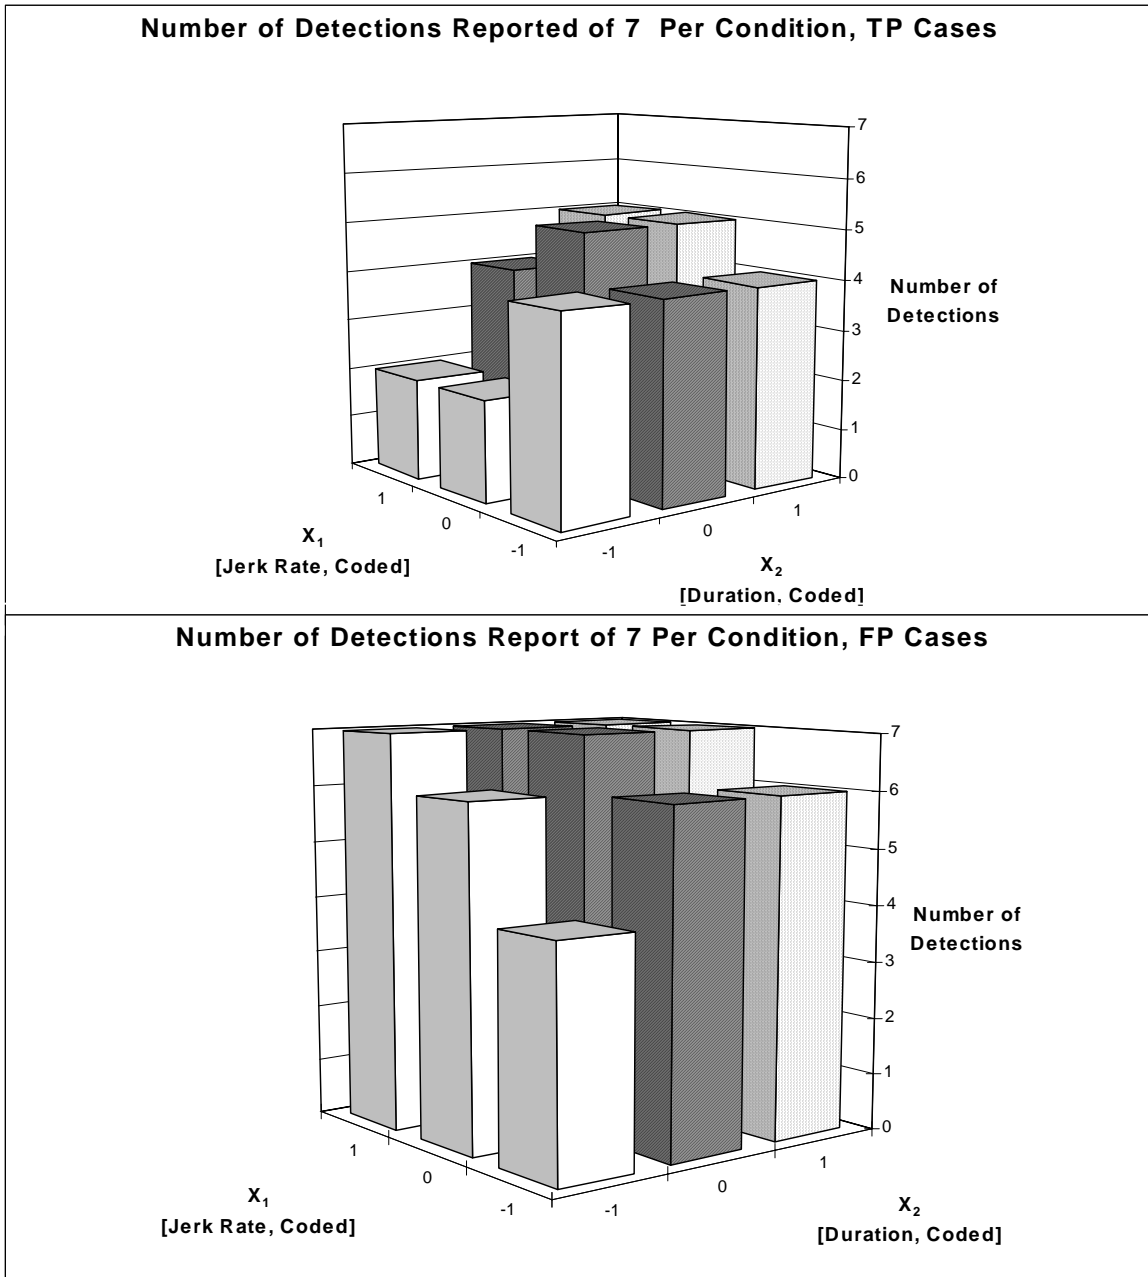 Number of Detections Reported of 7 Per Condition, TP Cases
7
6
5
4
3
2
1
0
Number of
Detections
1
0
-1
X1
[Jerk Rate, Coded]
-1
0
1
X2
[Duration, Coded]
Number of Detections Report of 7 Per Condition, FP Cases
7
6
5
4
3
2
1
0
Number of
Detections
1
0
-1
X1
[Jerk Rate, Coded]
-1
0
1
X2
[Duration, Coded]